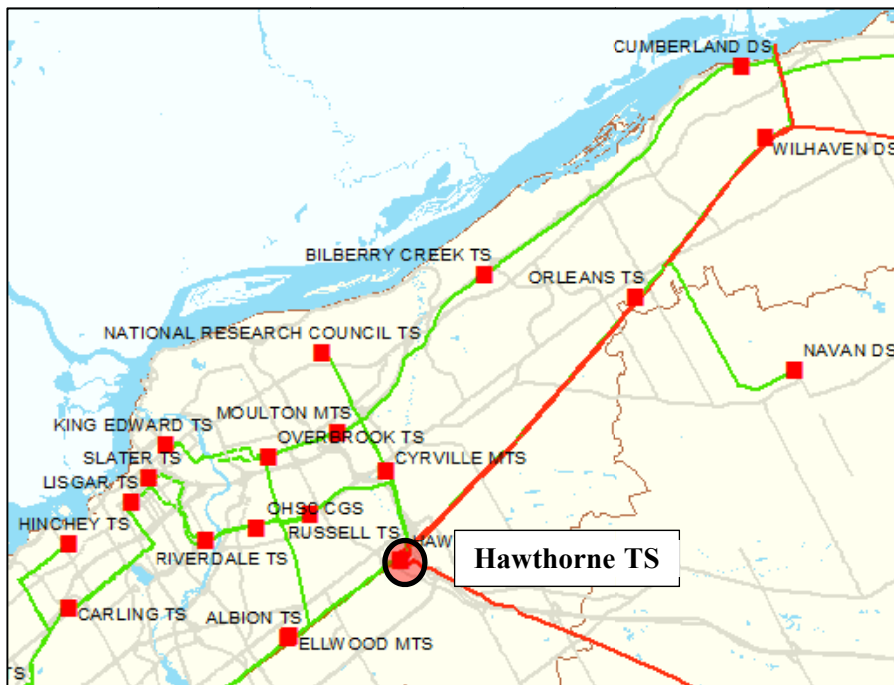 CUMBERLAND DS
WILHAVEN DS
BILBERRY CREEK TS
ORLEANS TS
NATIONAL RESEARCH COUNCIL TS
NAVAN DS
MOULTON MTS
KING EDWARD TS
OVERBROOK TS
SLATER TS
CYRVILLE MTS
LISGAR TS
OHSC CGS
HINCHEY TS
RUSSELL TS
HAW
Hawthorne TS
RIVERDALE TS
CARLING TS
ALBION TS
ELLWOOD MTS
TS